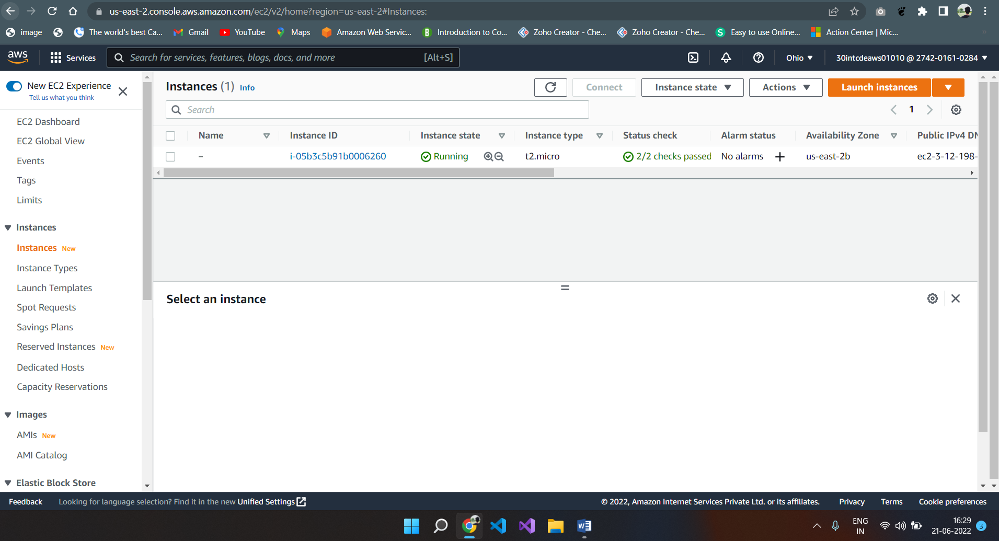 us-east-2.console.aws.amazon.com/ec2/v2/home?region=us-east-2#Instances:
image The world's best Ca... Gmail YouTube Maps Amazon Web Servic... Introduction to Co... Zoho Creator - Che... Zoho Creator - Che... Easy to use Online... Action Center | Mic... »
aws Services Search for services, features, blogs, docs, and more [Alt+S] Ohio 30intcdeaws01010 @ 2742-0161-0284
New EC2 Experience
Tell us what you think
EC2 Dashboard
EC2 Global View
Events
Tags
Limits
Instances
Instances New
Instance Types
Launch Templates
Spot Requests
Savings Plans
Reserved Instances New
Dedicated Hosts
Capacity Reservations
Images
AMIs New
AMI Catalog
Elastic Block Store
Instances (1) Info Connect Instance state Actions Launch instances
Search 1
Name Instance ID Instance state Instance type Status check Alarm status Availability Zone Public IPv4 DN
– i-05b3c5b91b0006260 Running t2.micro 2/2 checks passed No alarms + us-east-2b ec2-3-12-198-
Select an instance
Feedback Looking for language selection? Find it in the new Unified Settings © 2022, Amazon Internet Services Private Ltd. or its affiliates. Privacy Terms Cookie preferences
ENG
IN
16:29
21-06-2022
3